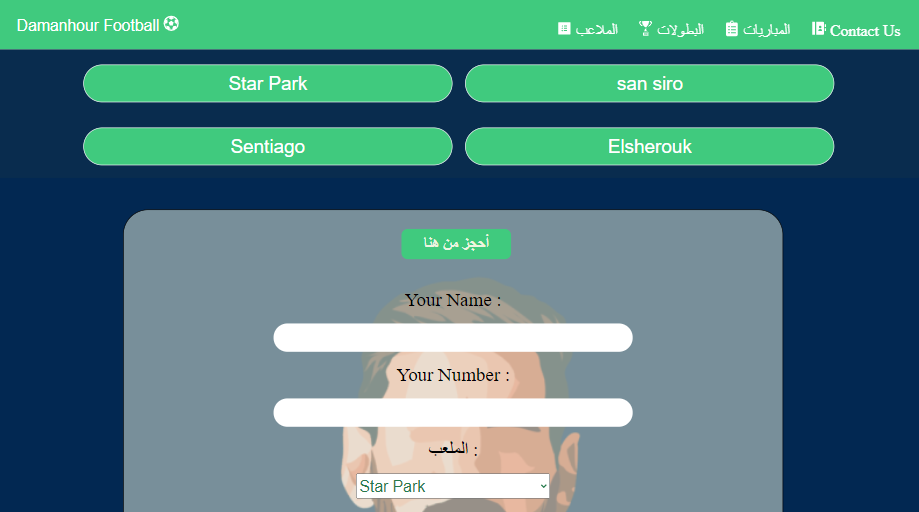 Damanhour Football
الملاعب البطولات المباريات Contact Us
Star Park
san siro
Sentiago
Elsherouk
أحجز من هنا
Your Name :
Your Number :
الملعب :
Star Park